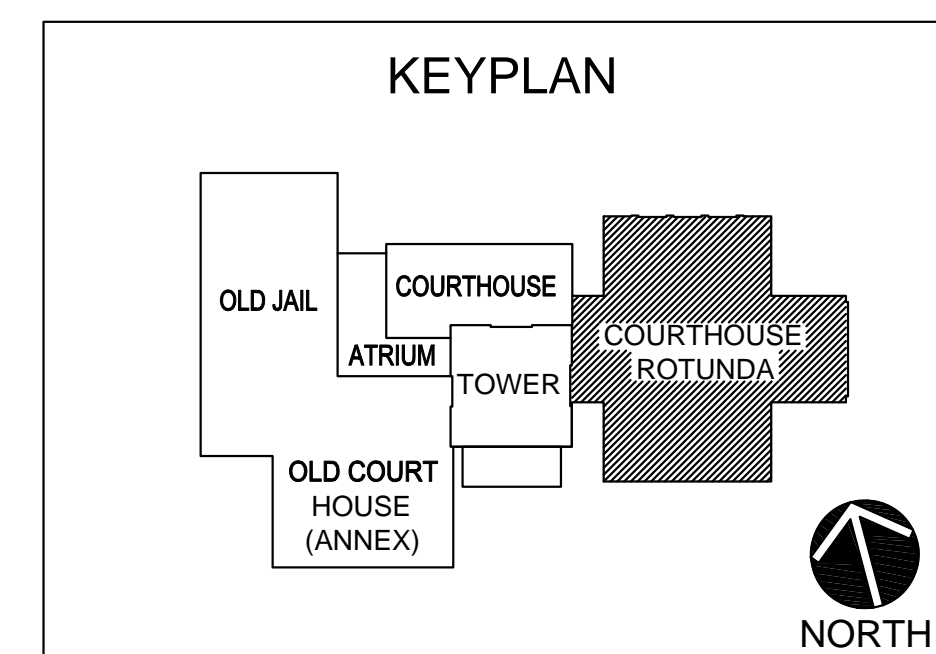 KEYPLAN
OLD JAIL
COURTHOUSE
ATRIUM
TOWER
COURTHOUSE
ROTUNDA
OLD COURT
HOUSE
(ANNEX)
NORTH